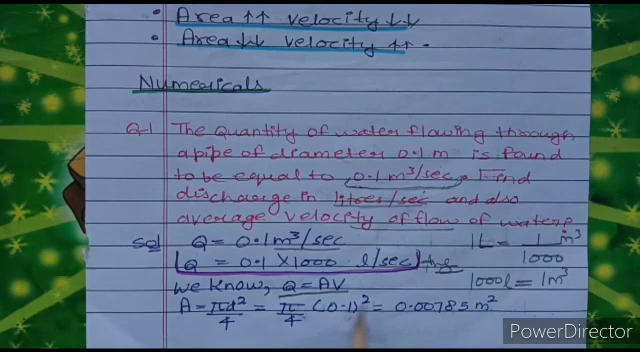 • Area ↑↑ velocity ↓↓
• Area ↓↓ velocity ↑↑.
Numericals
Q-1 The Quantity of water flowing through
a pipe of diameter 0.1 m is found
to be equal to 0.1 m³/sec. Find
discharge in litres/sec and also
average velocity of flow of water?
Sol Q = 0.1 m³/sec
1L = 1/1000 m³
Q = 0.1 × 1000 l/sec
1000l = 1m³
We know, Q = AV
A = πd²/4 = π/4 (0.1)² = 0.00785 m²
PowerDirector